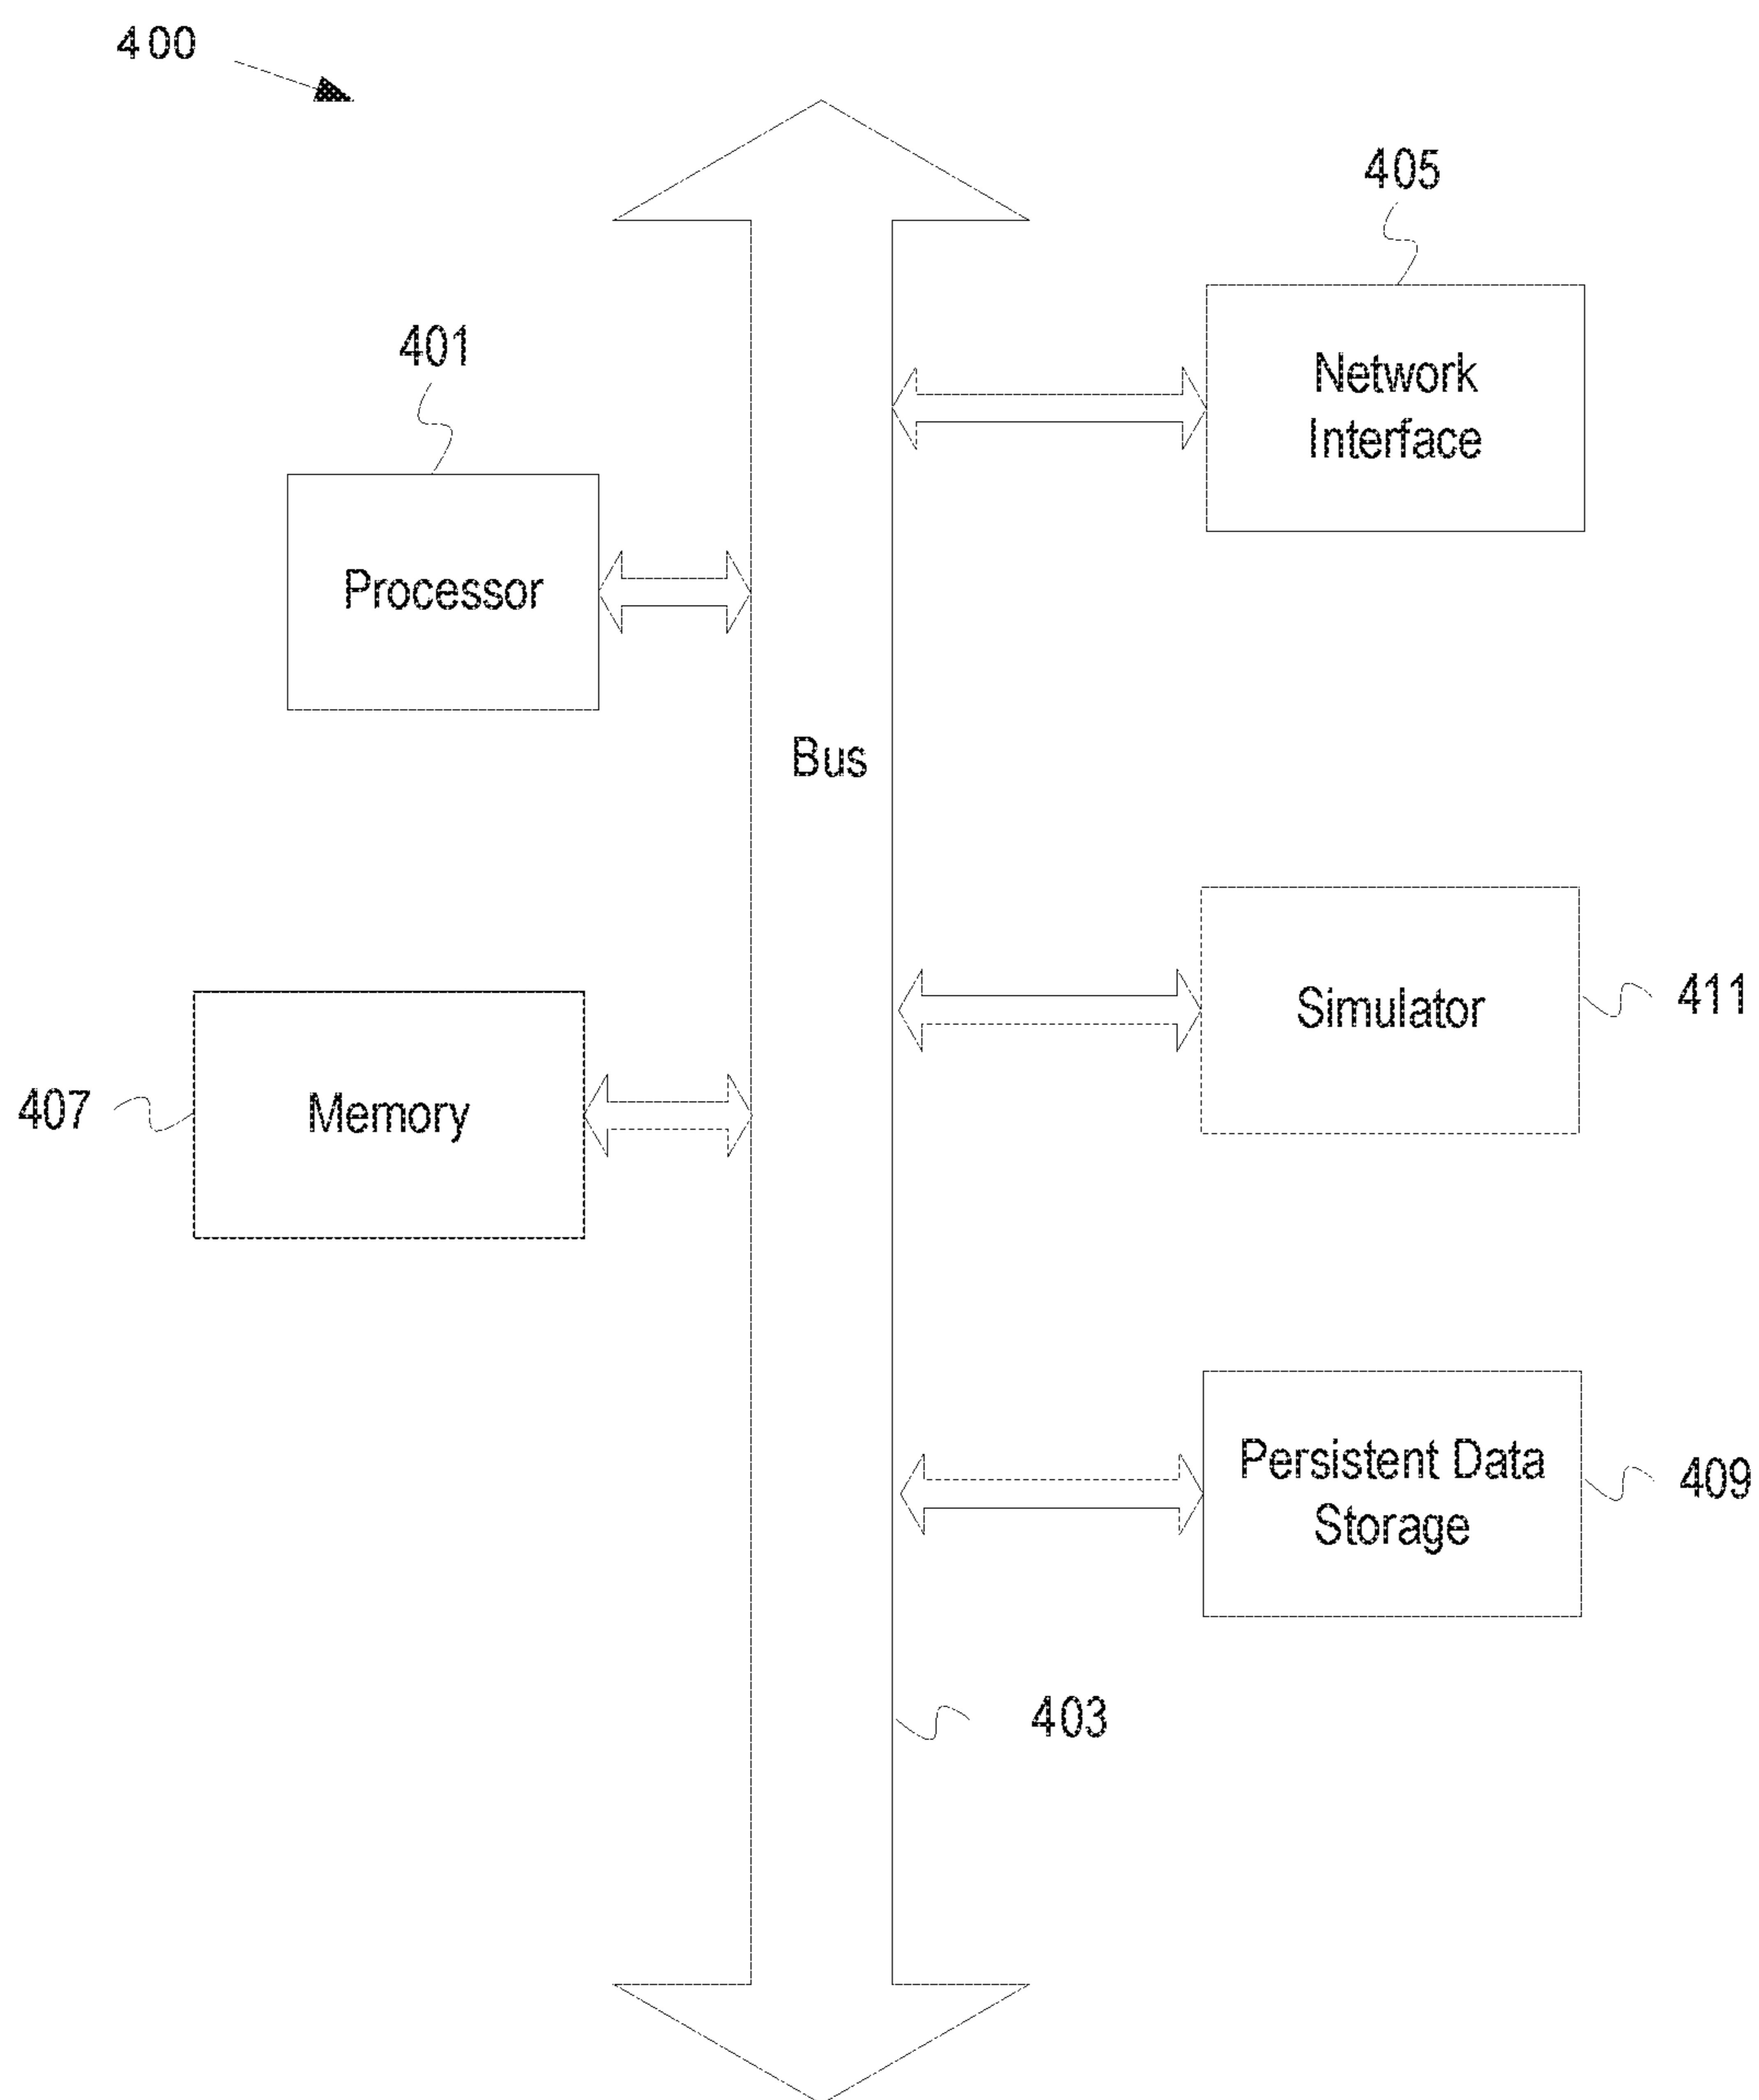 400
405
Network
Interface
401
Processor
Bus
Simulator
411
407
Memory
Persistent Data
Storage
409
403